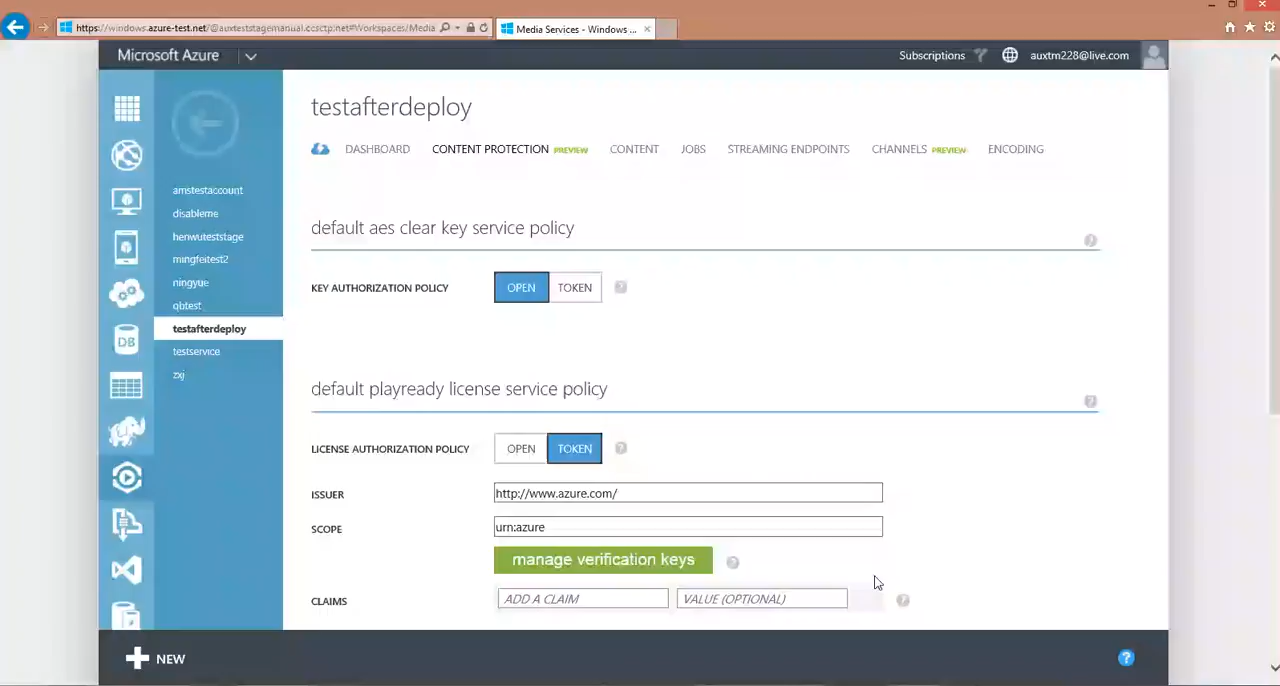 https://windows.azure-test.net/@auxteststagemanual.ccsctp.net#Workspaces/Media
Media Services - Windows ...
Microsoft Azure
Subscriptions
auxtm228@live.com
testafterdeploy
DASHBOARD
CONTENT PROTECTION PREVIEW
CONTENT
JOBS
STREAMING ENDPOINTS
CHANNELS PREVIEW
ENCODING
amstestaccount
disableme
henwuteststage
mingfeitest2
ningyue
qbtest
testafterdeploy
testservice
zxj
DB
default aes clear key service policy
?
KEY AUTHORIZATION POLICY
OPEN
TOKEN
?
default playready license service policy
?
LICENSE AUTHORIZATION POLICY
OPEN
TOKEN
?
ISSUER
http://www.azure.com/
SCOPE
urn:azure
manage verification keys
?
CLAIMS
ADD A CLAIM
VALUE (OPTIONAL)
?
NEW
?